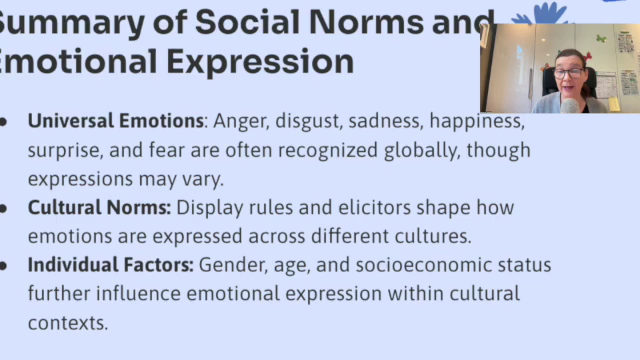 Summary of Social Norms and
Emotional Expression
• Universal Emotions: Anger, disgust, sadness, happiness,
surprise, and fear are often recognized globally, though
expressions may vary.
• Cultural Norms: Display rules and elicitors shape how
emotions are expressed across different cultures.
• Individual Factors: Gender, age, and socioeconomic status
further influence emotional expression within cultural
contexts.